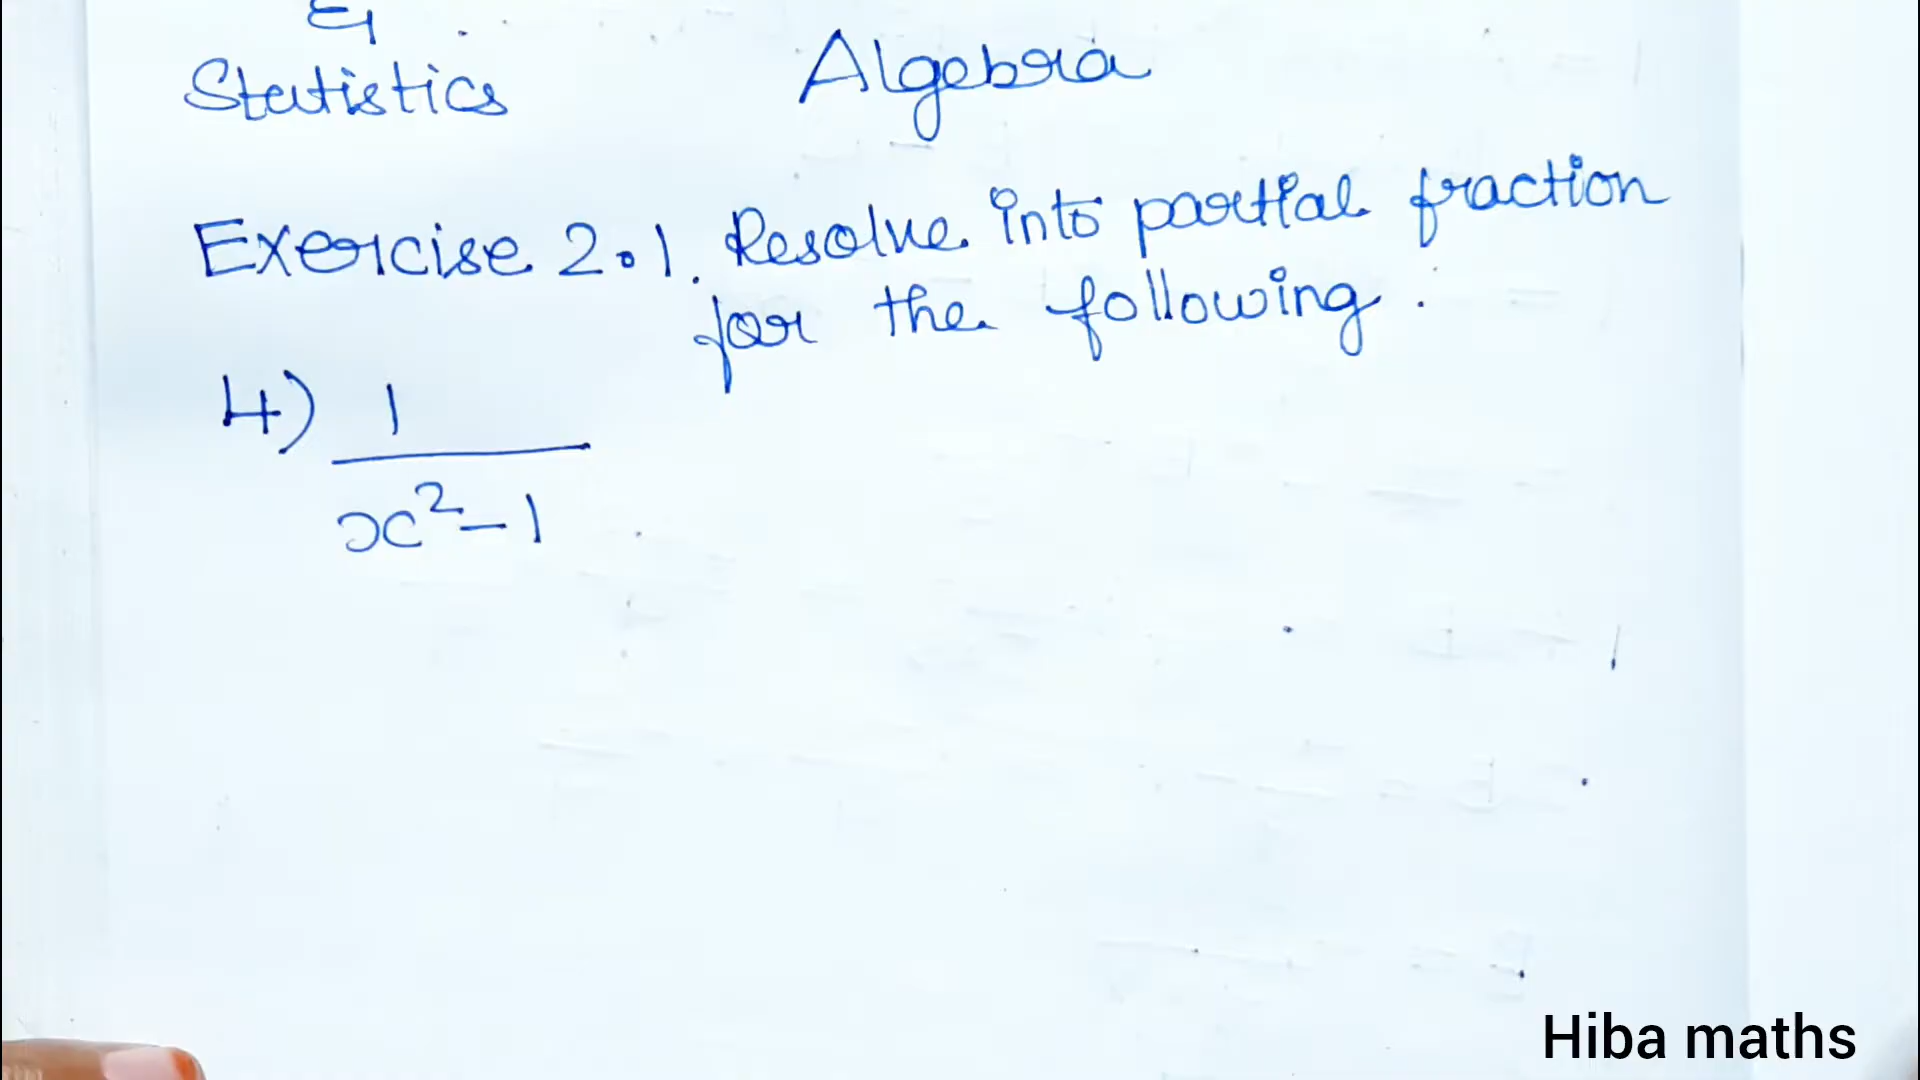 &
Statistics
Algebra
Exercise 2.1. Resolve into partial fraction
for the following.
4) 1
x²-1
Hiba maths